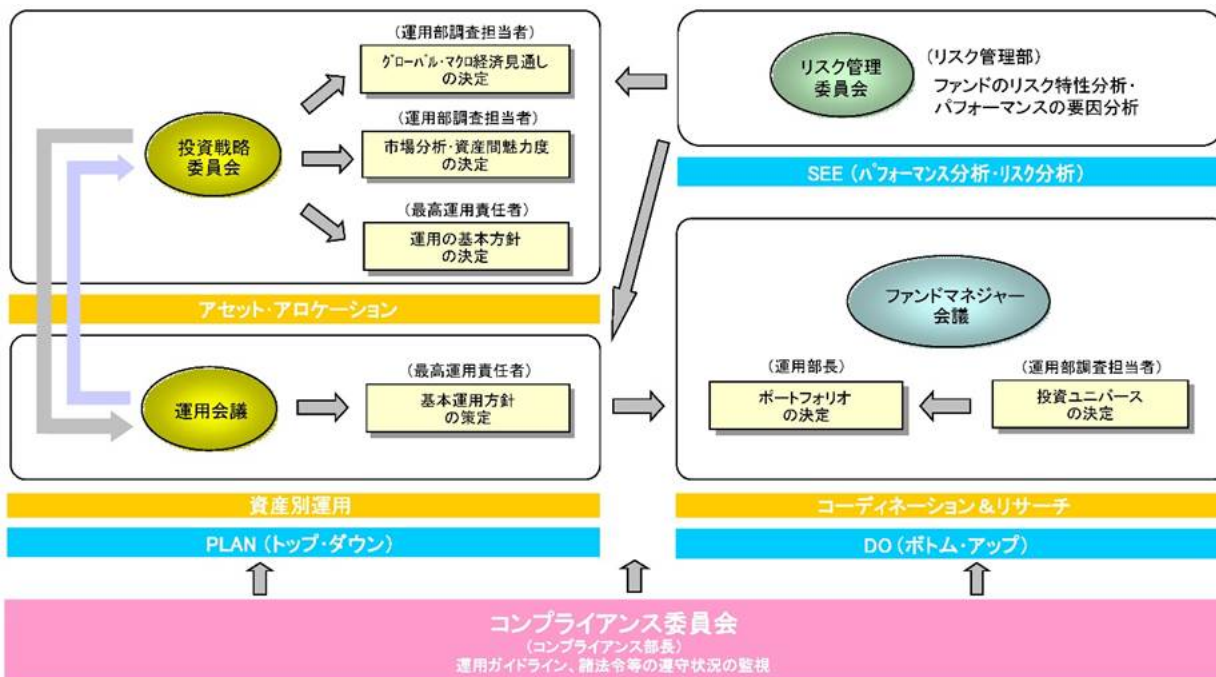 (運用部調査担当者)
ｸﾞﾛｰﾊﾞﾙ･ﾏｸﾛ経済見通し
の決定
(運用部調査担当者)
市場分析･資産間魅力度
の決定
(最高運用責任者)
運用の基本方針
の決定
投資戦略
委員会
アセット･アロケーション
リスク管理
委員会
(リスク管理部)
ファンドのリスク特性分析･
パフォーマンスの要因分析
SEE (ﾊﾟﾌｫｰﾏﾝｽ分析･ﾘｽｸ分析)
運用会議
(最高運用責任者)
基本運用方針
の策定
資産別運用
PLAN (トップ･ダウン)
ファンドマネジャー
会議
(運用部長)
ポートフォリオ
の決定
(運用部調査担当者)
投資ユニバース
の決定
コーディネーション＆リサーチ
DO (ボトム･アップ)
コンプライアンス委員会
(コンプライアンス部長)
運用ガイドライン、諸法令等の遵守状況の監視